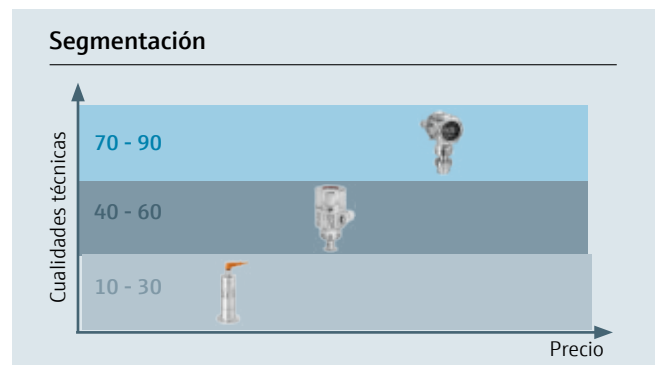 Segmentación
Cualidades técnicas
70 - 90
40 - 60
10 - 30
Precio